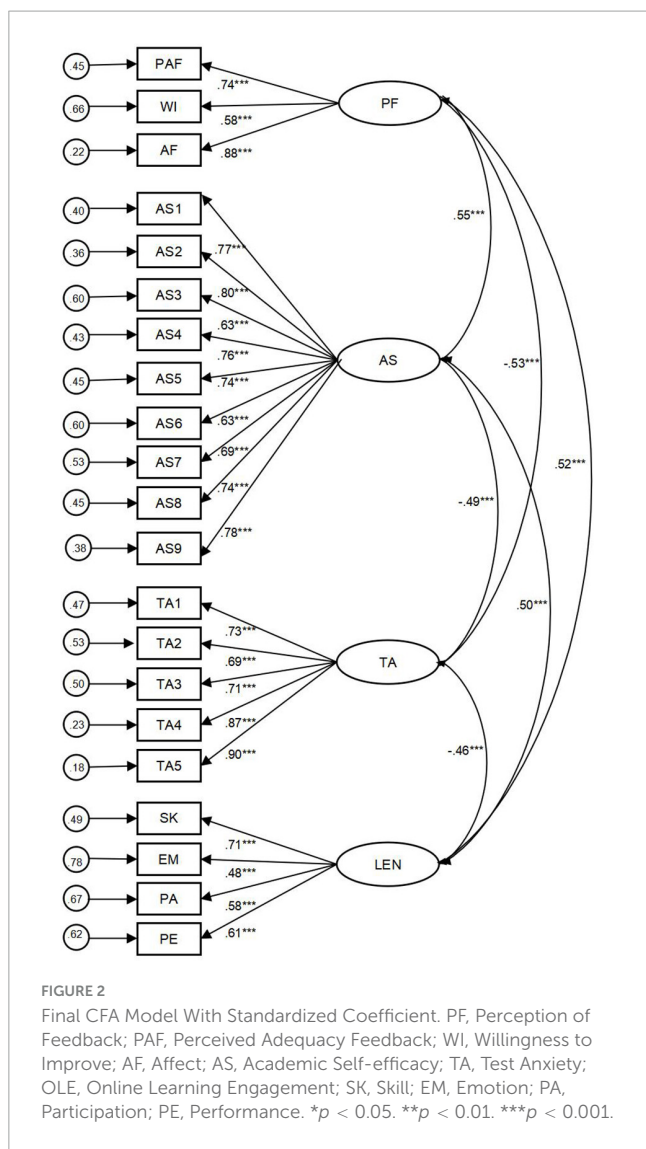 .45 PAF
.74***
.66 WI
PF
.58***
.22 AF
.88***
.40 AS1
.55***
.36 AS2
.77***
.60 AS3
.80***
.43 AS4
.63***
AS
-.53***
.76***
.45 AS5
.74***
.60 AS6
.63***
.53 AS7
.69***
.52***
.45 AS8
.74***
-.49***
.38 AS9
.78***
.47 TA1
.50***
.73***
.53 TA2
.69***
TA
.50 TA3
.71***
.23 TA4
.87***
.18 TA5
.90***
-.46***
.49 SK
.71***
.78 EM
LEN
.48***
.67 PA
.58***
.62 PE
.61***
FIGURE 2
Final CFA Model With Standardized Coefficient. PF, Perception of
Feedback; PAF, Perceived Adequacy Feedback; WI, Willingness to
Improve; AF, Affect; AS, Academic Self-efficacy; TA, Test Anxiety;
OLE, Online Learning Engagement; SK, Skill; EM, Emotion; PA,
Participation; PE, Performance. *p < 0.05. **p < 0.01. ***p < 0.001.